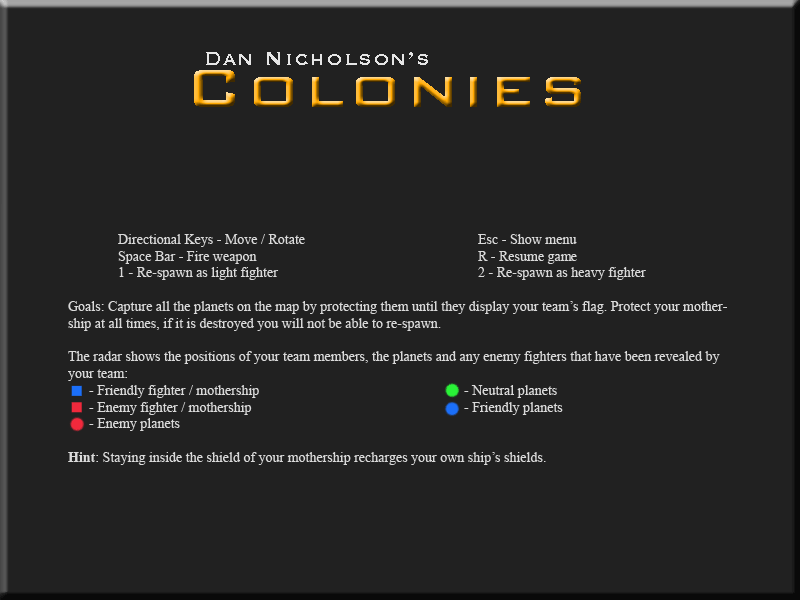 Dan Nicholson's
Colonies
Directional Keys - Move / Rotate
Esc - Show menu
Space Bar - Fire weapon
R - Resume game
1 - Re-spawn as light fighter
2 - Re-spawn as heavy fighter
Goals: Capture all the planets on the map by protecting them until they display your team's flag. Protect your mother-
ship at all times, if it is destroyed you will not be able to re-spawn.
The radar shows the positions of your team members, the planets and any enemy fighters that have been revealed by
your team:
- Friendly fighter / mothership
- Neutral planets
- Enemy fighter / mothership
- Friendly planets
- Enemy planets
Hint: Staying inside the shield of your mothership recharges your own ship's shields.